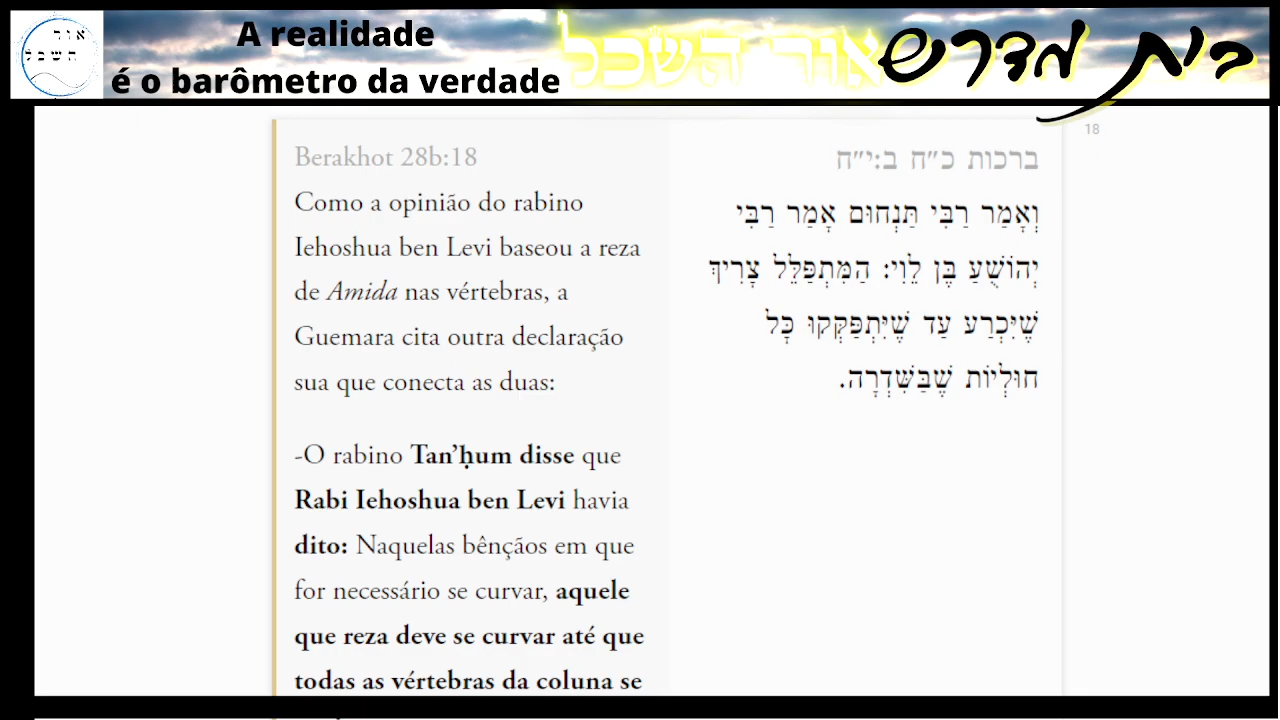 אור
השכל
A realidade
é o barômetro da verdade
אור השכל
בית מדרש
18
Berakhot 28b:18
Como a opinião do rabino
Iehoshua ben Levi baseou a reza
de Amida nas vértebras, a
Guemara cita outra declaração
sua que conecta as duas:
-O rabino Tan’ḥum disse que
Rabi Iehoshua ben Levi havia
dito: Naquelas bênçãos em que
for necessário se curvar, aquele
que reza deve se curvar até que
todas as vértebras da coluna se
ברכות כ״ח ב:י״ח
וְאָמַר רַבִּי תַּנְחוּם אָמַר רַבִּי
יְהוֹשֻׁעַ בֶּן לֵוִי: הַמִּתְפַּלֵּל צָרִיךְ
שֶׁיִּכְרַע עַד שֶׁיִּתְפַּקְּקוּ כׇּל
חוּלְיוֹת שֶׁבַּשִּׁדְרָה.